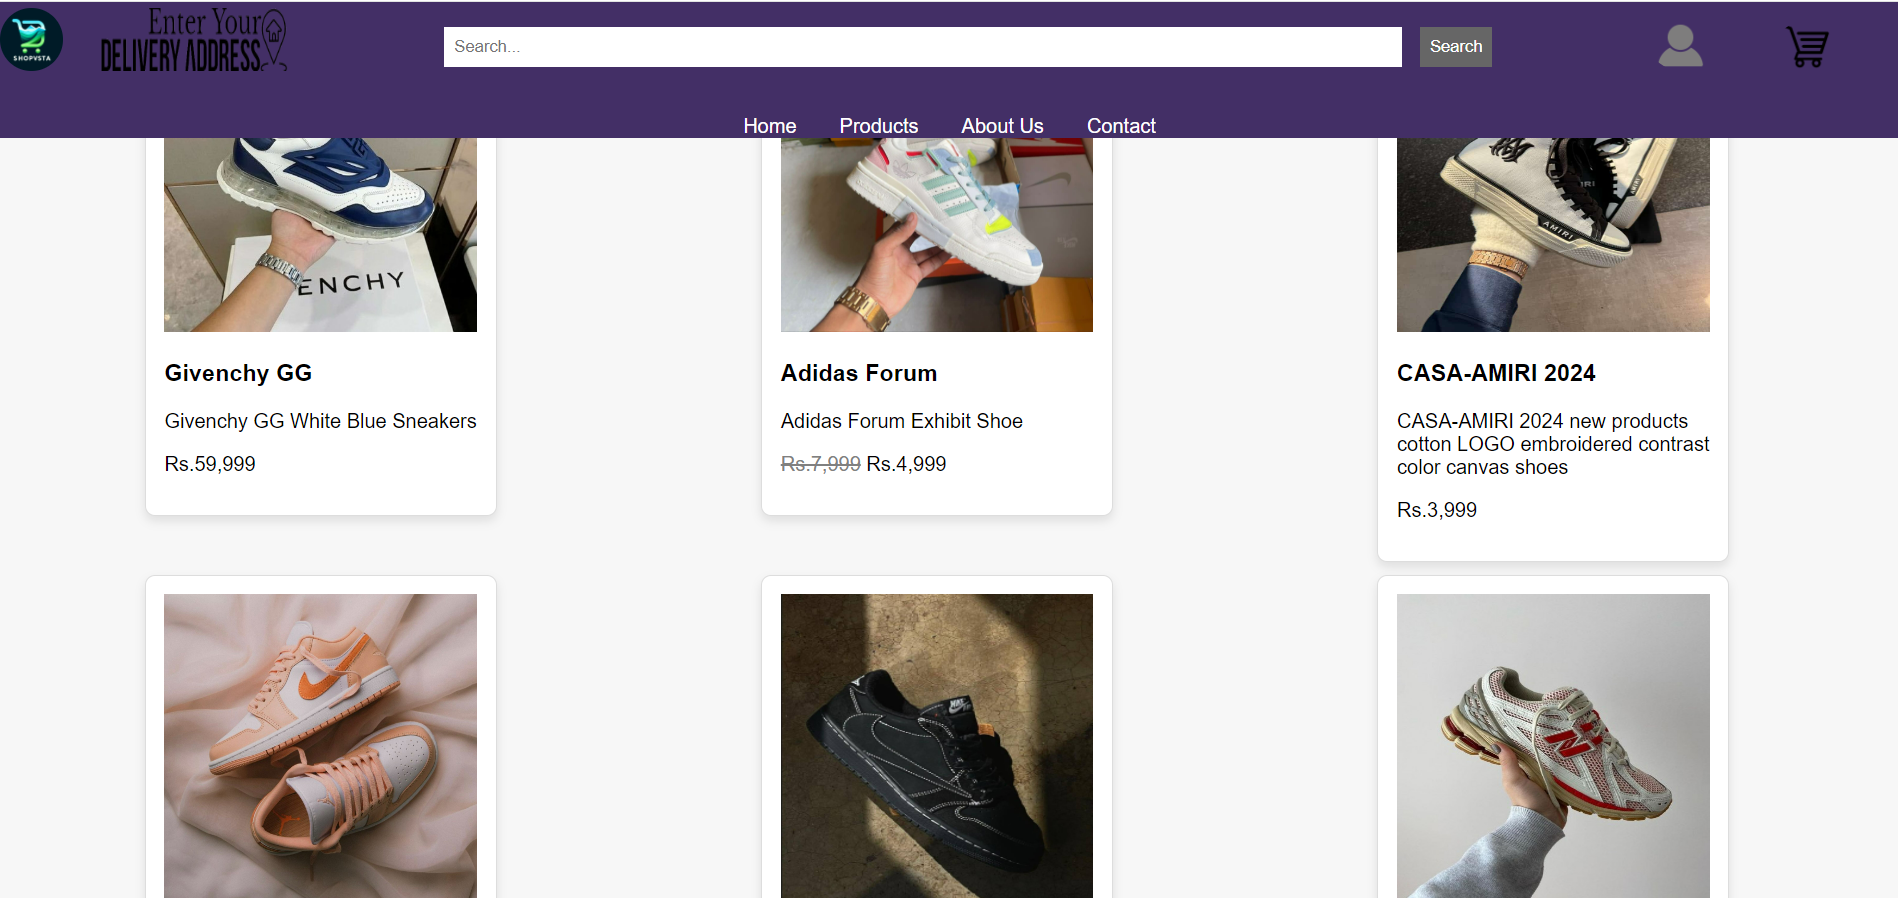 SHOPVSTA
Enter Your
DELIVERY ADDRESS
Search...
Search
Home
Products
About Us
Contact
ENCHY
AMIRI
Givenchy GG
Givenchy GG White Blue Sneakers
Rs.59,999
Adidas Forum
Adidas Forum Exhibit Shoe
Rs.7,999 Rs.4,999
CASA-AMIRI 2024
CASA-AMIRI 2024 new products
cotton LOGO embroidered contrast
color canvas shoes
Rs.3,999
N